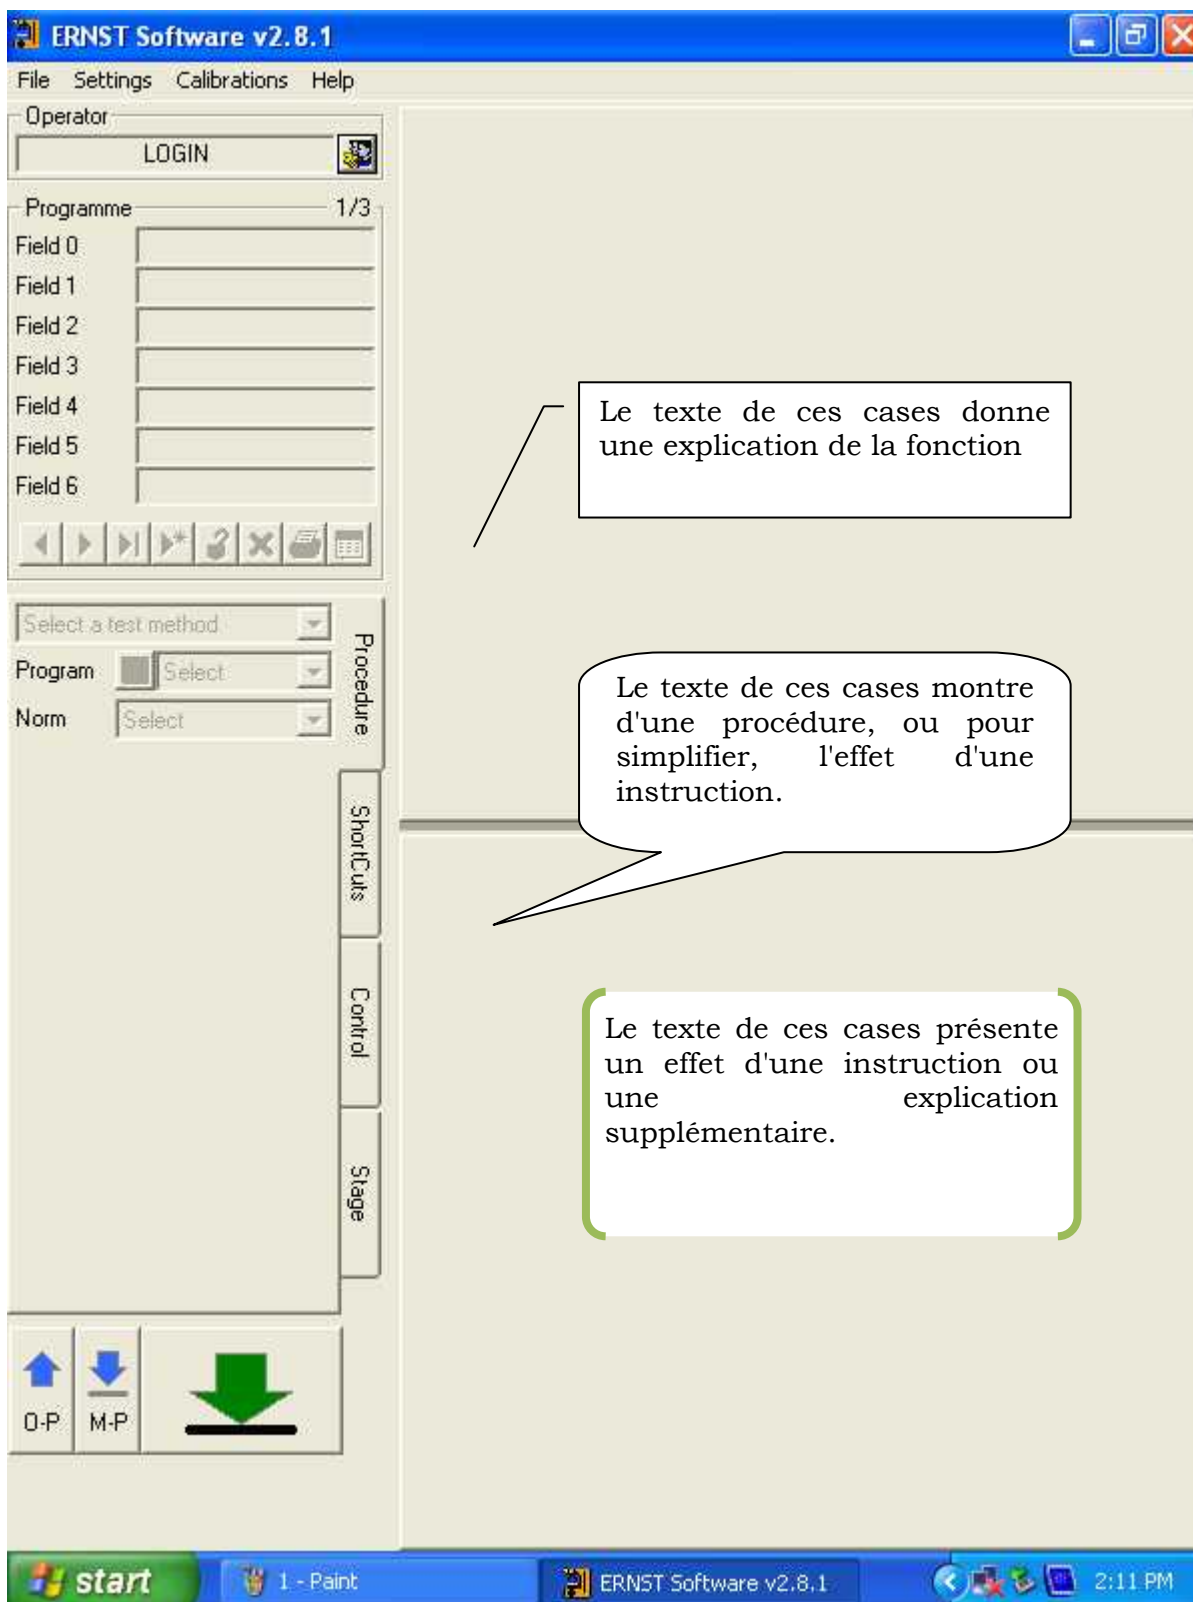 ERNST Software v2.8.1
File Settings Calibrations Help
Operator
LOGIN
Programme 1/3
Field 0
Field 1
Field 2
Field 3
Field 4
Field 5
Field 6
Le texte de ces cases donne
une explication de la fonction
Select a test method
Program Select
Norm Select
Procedure
ShortCuts
Control
Stage
Le texte de ces cases montre
d'une procédure, ou pour
simplifier, l'effet d'une
instruction.
Le texte de ces cases présente
un effet d'une instruction ou
une explication
supplémentaire.
O-P M-P
start 1 - Paint ERNST Software v2.8.1 2:11 PM